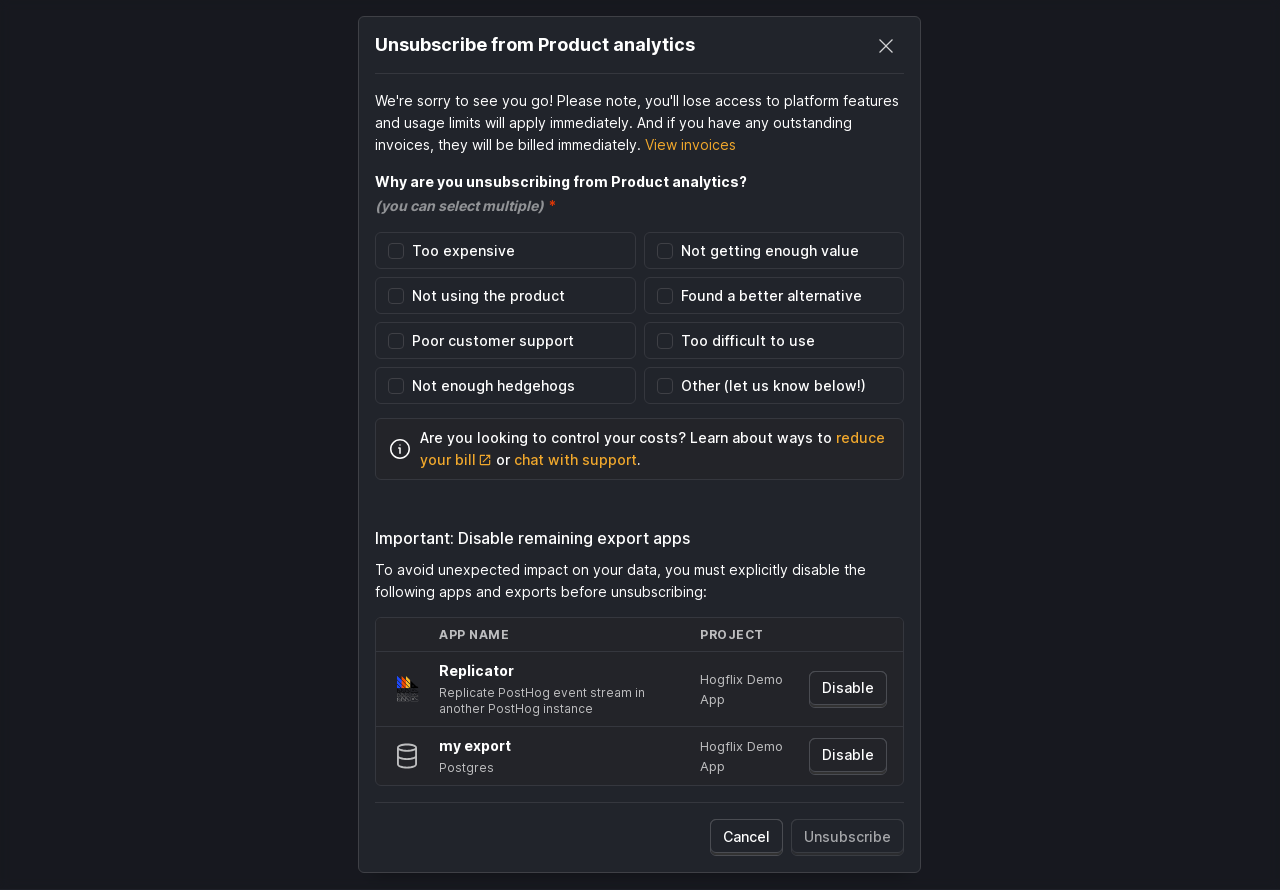 Unsubscribe from Product analytics
We're sorry to see you go! Please note, you'll lose access to platform features
and usage limits will apply immediately. And if you have any outstanding
invoices, they will be billed immediately. View invoices
Why are you unsubscribing from Product analytics?
(you can select multiple) *
Too expensive
Not getting enough value
Not using the product
Found a better alternative
Poor customer support
Too difficult to use
Not enough hedgehogs
Other (let us know below!)
Are you looking to control your costs? Learn about ways to reduce
your bill or chat with support.
Important: Disable remaining export apps
To avoid unexpected impact on your data, you must explicitly disable the
following apps and exports before unsubscribing:
APP NAME
PROJECT
Replicator
Replicate PostHog event stream in
another PostHog instance
Hogflix Demo
App
Disable
my export
Postgres
Hogflix Demo
App
Disable
Cancel
Unsubscribe